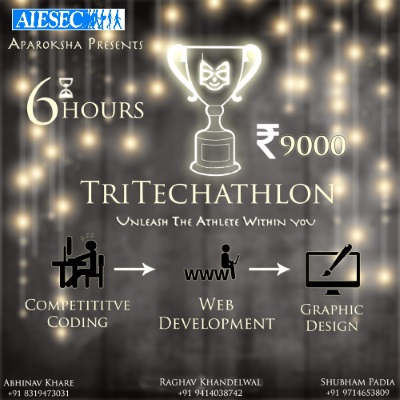 AIESEC
APAROKSHA PRESENTS
6 HOURS
₹9000
TRITECHATHLON
UNLEASH THE ATHLETE WITHIN YOU
www
COMPETITITVE
CODING
WEB
DEVELOPMENT
GRAPHIC
DESIGN
ABHINAV KHARE
+91 8319473031
RAGHAV KHANDELWAL
+91 9414038742
SHUBHAM PADIA
+91 9714653809